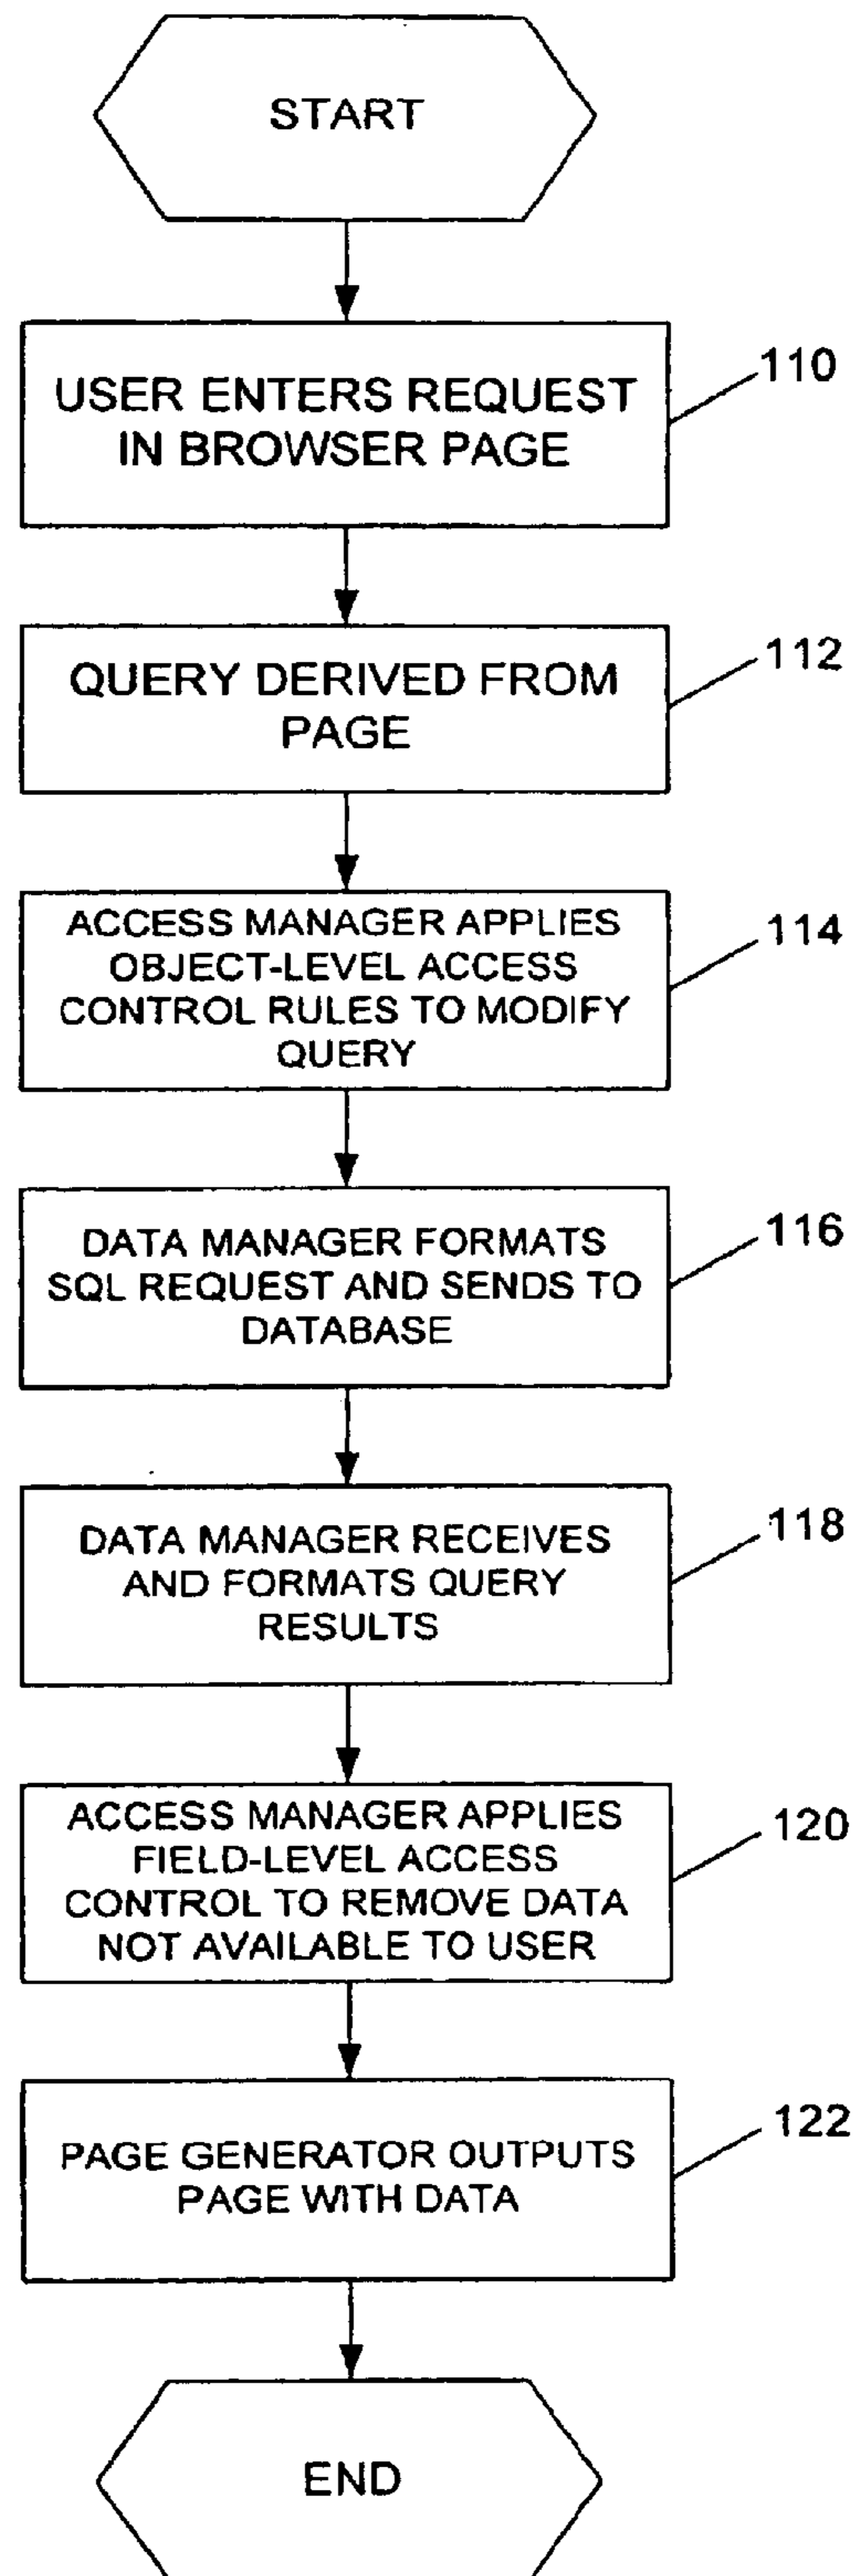 START
USER ENTERS REQUEST
IN BROWSER PAGE
110
QUERY DERIVED FROM
PAGE
112
ACCESS MANAGER APPLIES
OBJECT-LEVEL ACCESS
CONTROL RULES TO MODIFY
QUERY
114
DATA MANAGER FORMATS
SQL REQUEST AND SENDS TO
DATABASE
116
DATA MANAGER RECEIVES
AND FORMATS QUERY
RESULTS
118
ACCESS MANAGER APPLIES
FIELD-LEVEL ACCESS
CONTROL TO REMOVE DATA
NOT AVAILABLE TO USER
120
PAGE GENERATOR OUTPUTS
PAGE WITH DATA
122
END